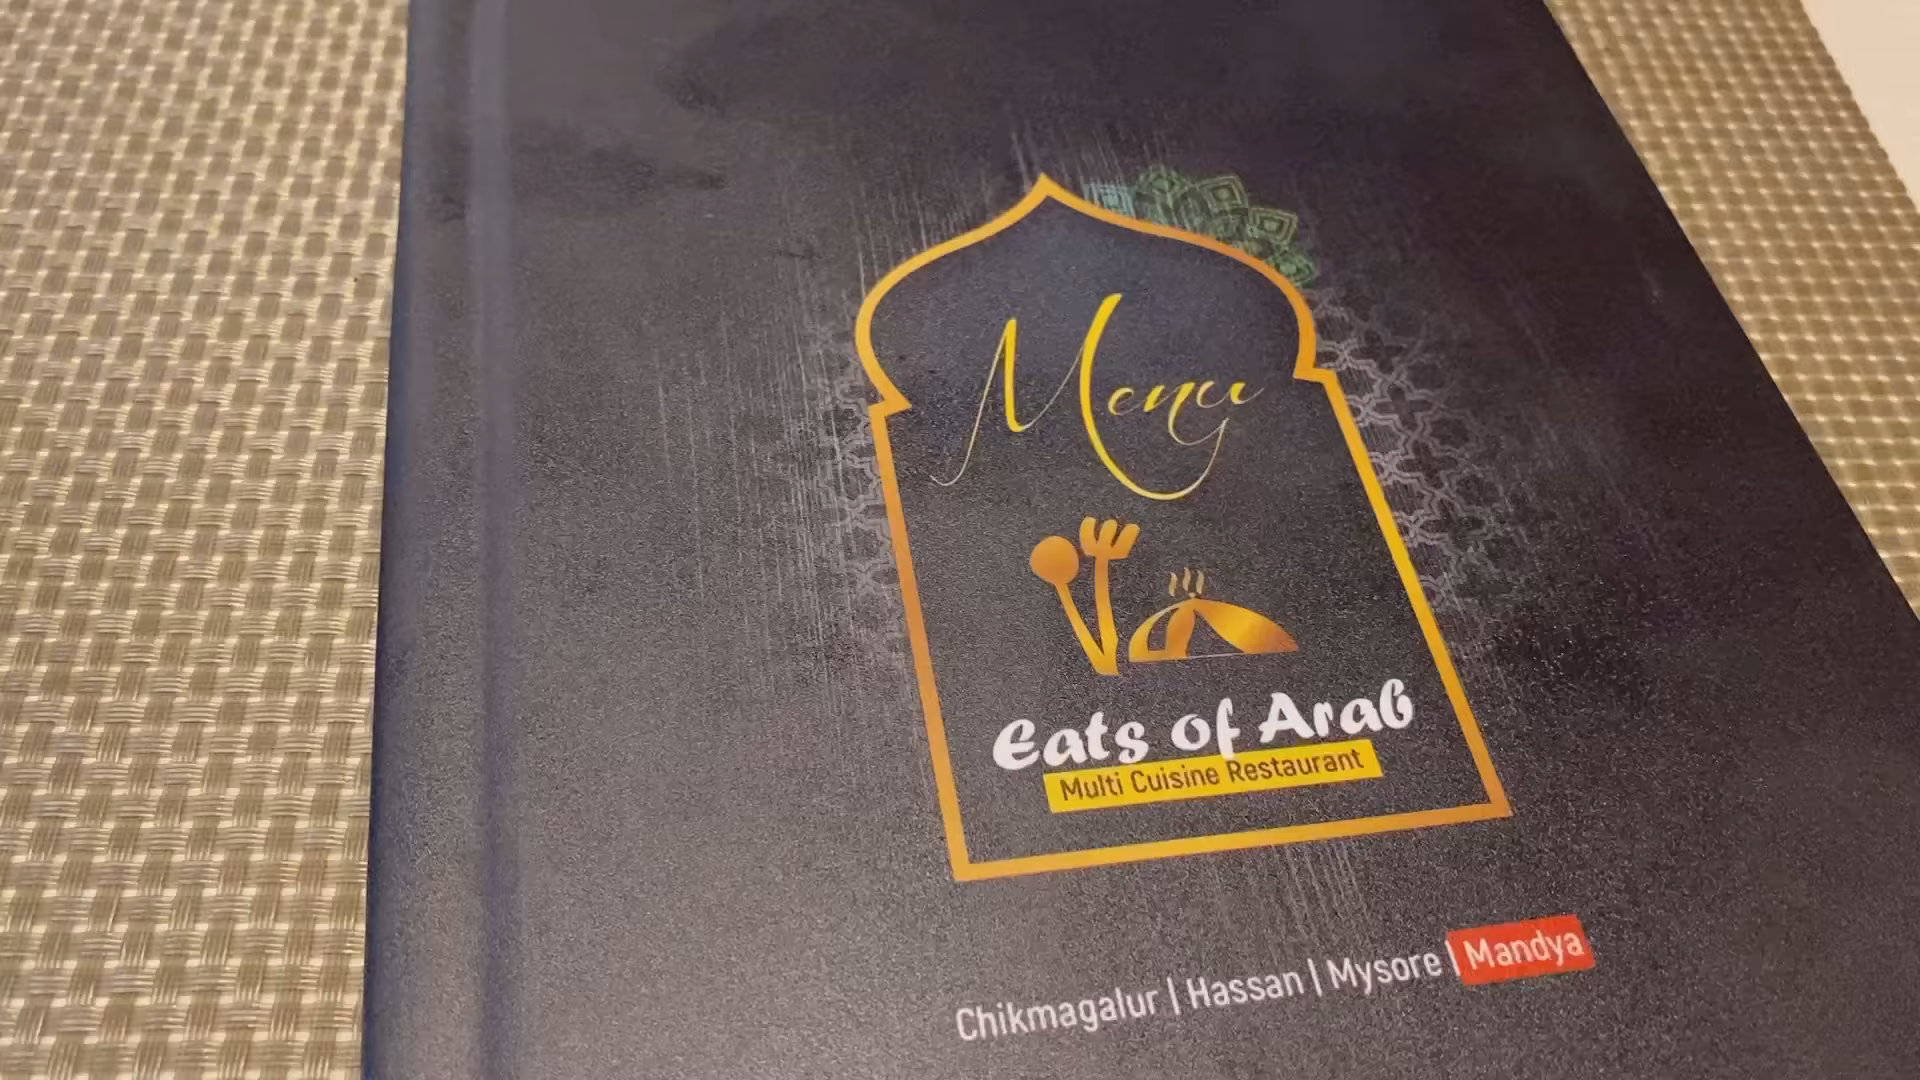 Menu
Eats of Arab
Multi Cuisine Restaurant
Chikmagalur | Hassan | Mysore | Mandya